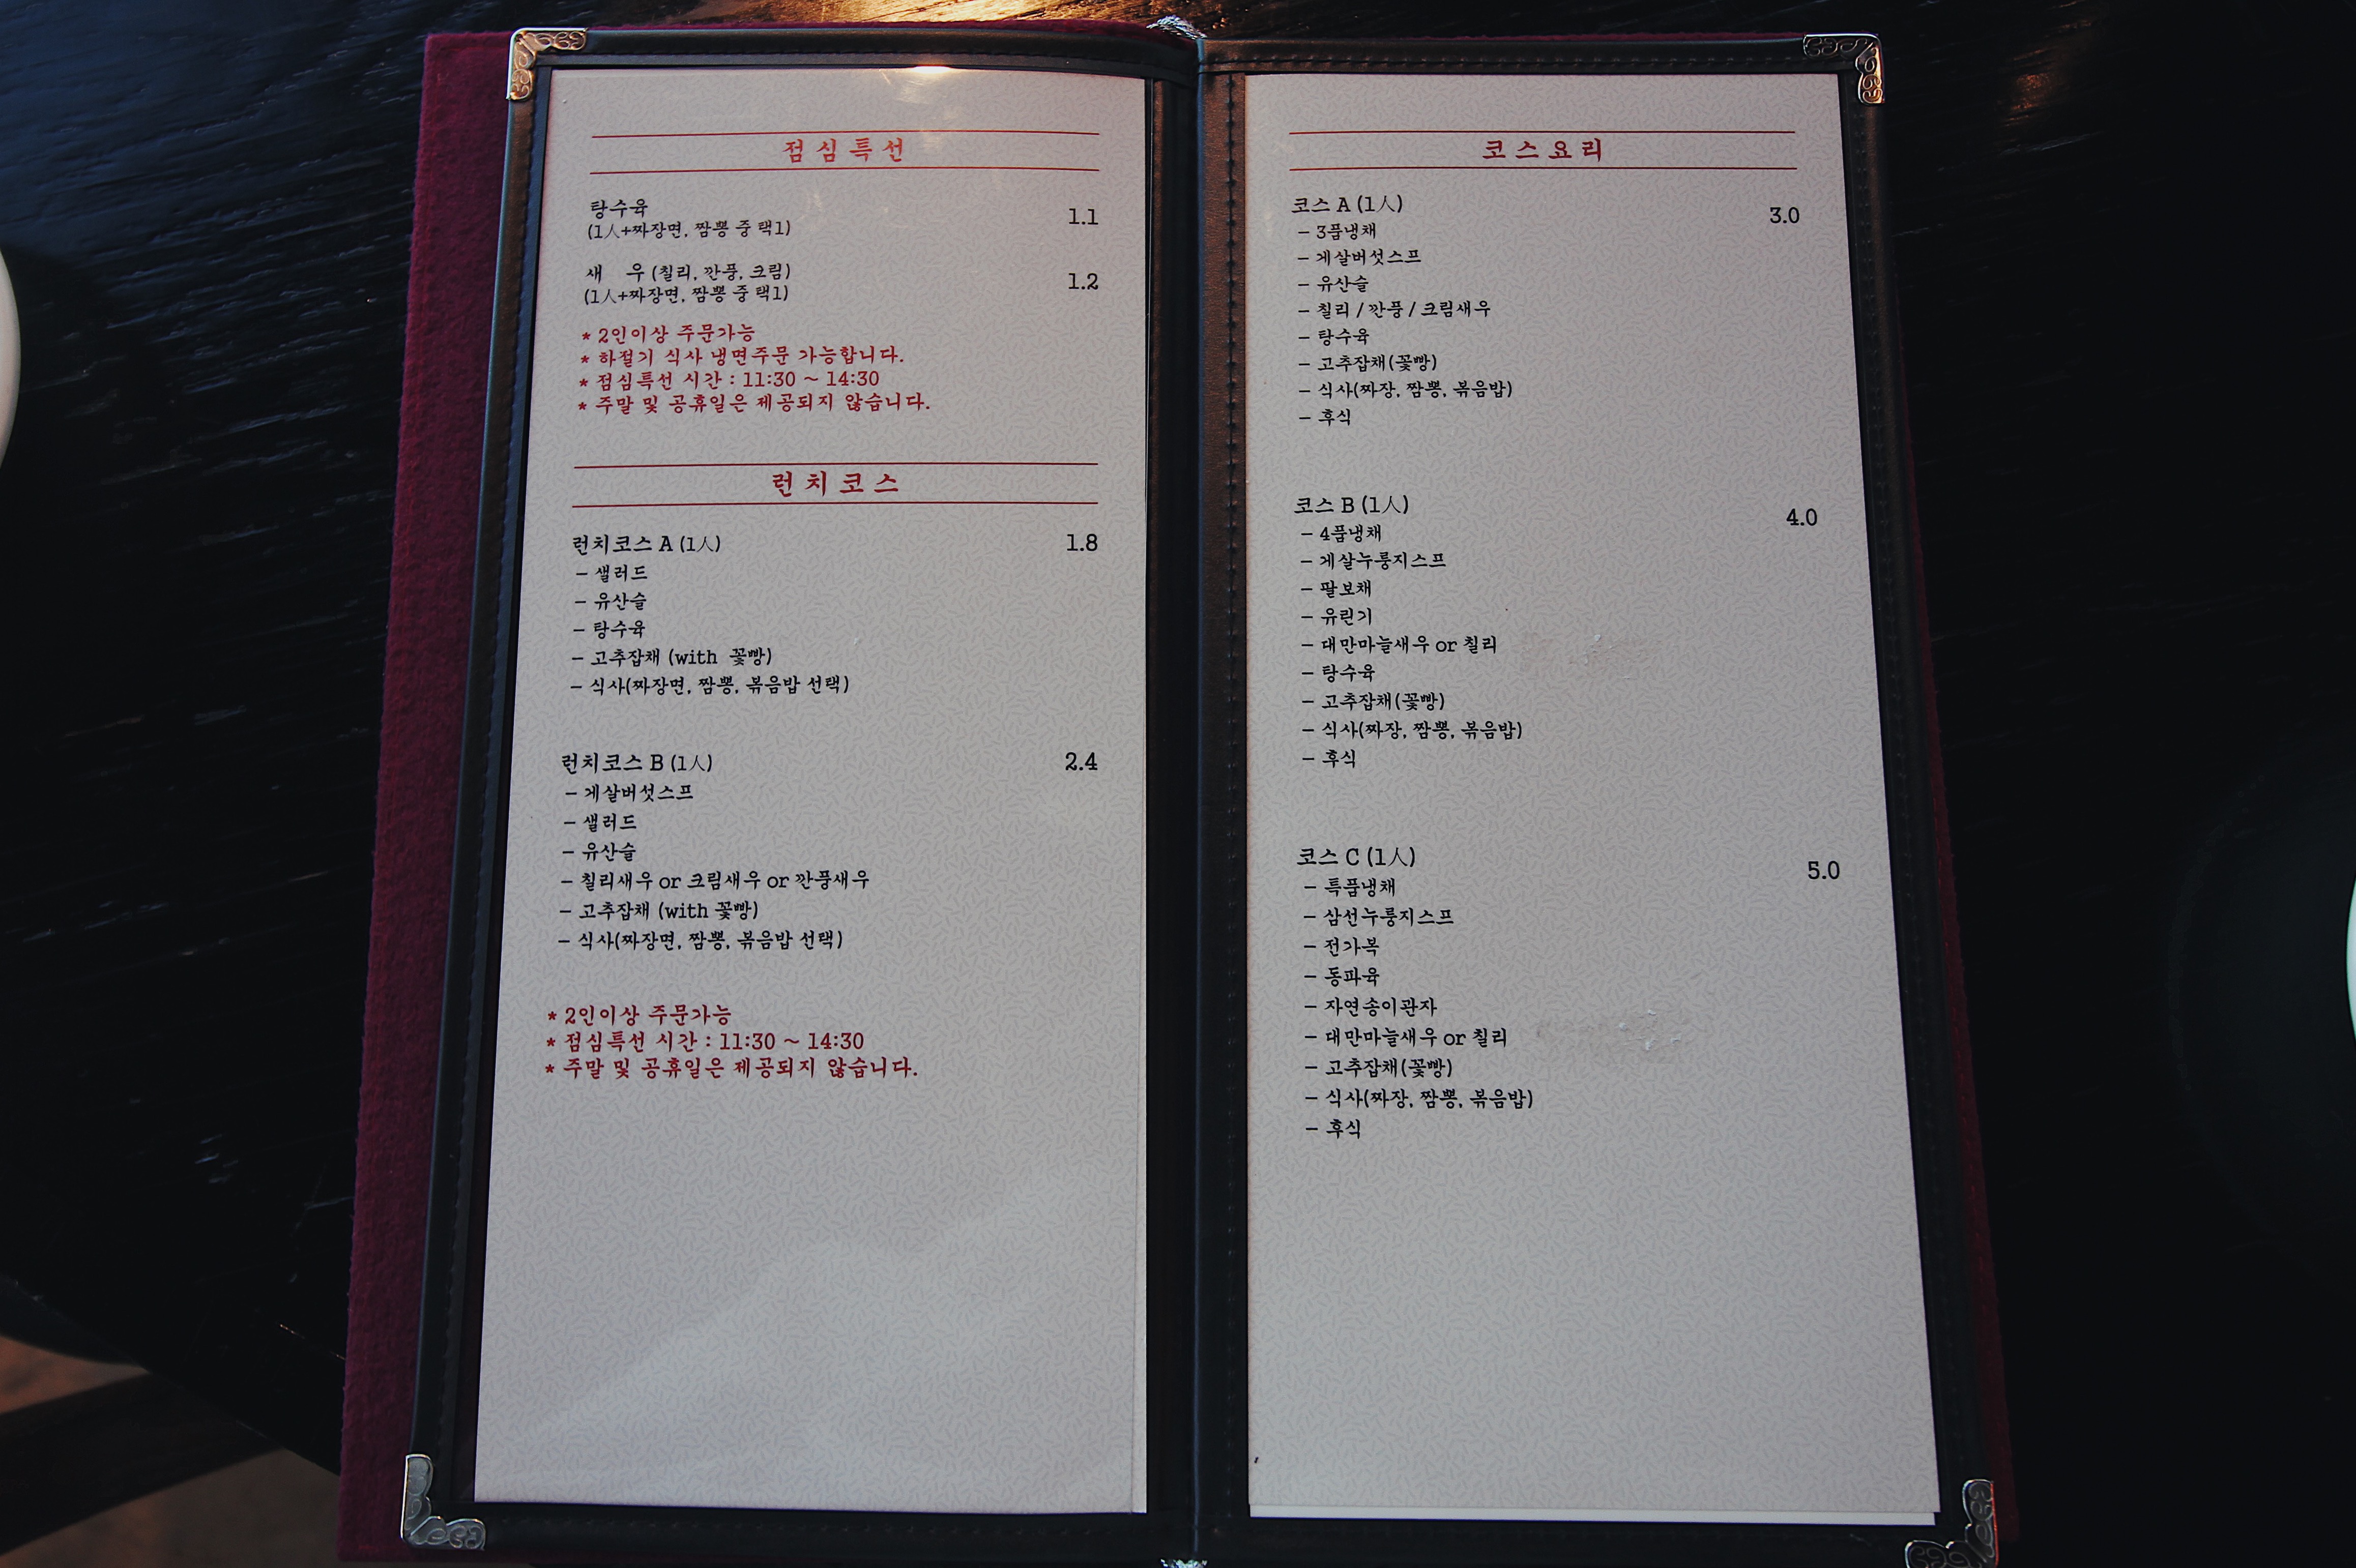 점심특선
탕수육
(1人+짜장면, 짬뽕 중 택1)
1.1
새 우 (칠리, 깐풍, 크림)
(1人+짜장면, 짬뽕 중 택1)
1.2
* 2인이상 주문가능
* 하절기 식사 냉면주문 가능합니다.
* 점심특선 시간 : 11:30 ~ 14:30
* 주말 및 공휴일은 제공되지 않습니다.
런치코스
런치코스 A (1人) 1.8
- 샐러드
- 유산슬
- 탕수육
- 고추잡채 (with 꽃빵)
- 식사(짜장면, 짬뽕, 볶음밥 선택)
런치코스 B (1人) 2.4
- 게살버섯스프
- 샐러드
- 유산슬
- 칠리새우 or 크림새우 or 깐풍새우
- 고추잡채 (with 꽃빵)
- 식사(짜장면, 짬뽕, 볶음밥 선택)
* 2인이상 주문가능
* 점심특선 시간 : 11:30 ~ 14:30
* 주말 및 공휴일은 제공되지 않습니다.
코스요리
코스 A (1人) 3.0
- 3품냉채
- 게살버섯스프
- 유산슬
- 칠리 / 깐풍 / 크림새우
- 탕수육
- 고추잡채(꽃빵)
- 식사(짜장, 짬뽕, 볶음밥)
- 후식
코스 B (1人) 4.0
- 4품냉채
- 게살누룽지스프
- 팔보채
- 유린기
- 대만마늘새우 or 칠리
- 탕수육
- 고추잡채(꽃빵)
- 식사(짜장, 짬뽕, 볶음밥)
- 후식
코스 C (1人) 5.0
- 특품냉채
- 삼선누룽지스프
- 전가복
- 동파육
- 자연송이관자
- 대만마늘새우 or 칠리
- 고추잡채(꽃빵)
- 식사(짜장, 짬뽕, 볶음밥)
- 후식